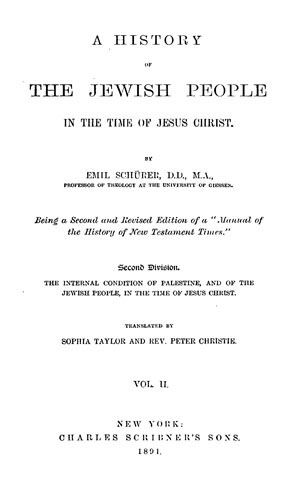 A HISTORY
OF
THE JEWISH PEOPLE
IN THE TIME OF JESUS CHRIST.
BY
EMIL SCHÜRER, D.D., M.A.,
PROFESSOR OF THEOLOGY AT THE UNIVERSITY OF GIESSEN.
Being a Second and Revised Edition of a "Manual of
the History of New Testament Times."
Second Division.
THE INTERNAL CONDITION OF PALESTINE, AND OF THE
JEWISH PEOPLE, IN THE TIME OF JESUS CHRIST.
TRANSLATED BY
SOPHIA TAYLOR AND REV. PETER CHRISTIE.
VOL. II.
NEW YORK:
CHARLES SCRIBNER'S SONS.
1891.